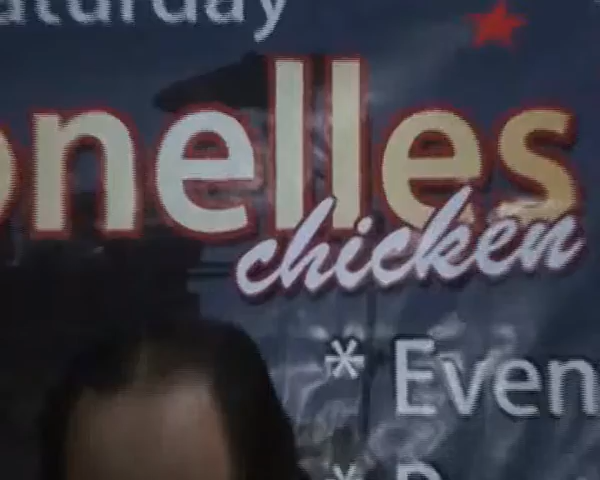 aturday
onelles
chicken
* Even
*